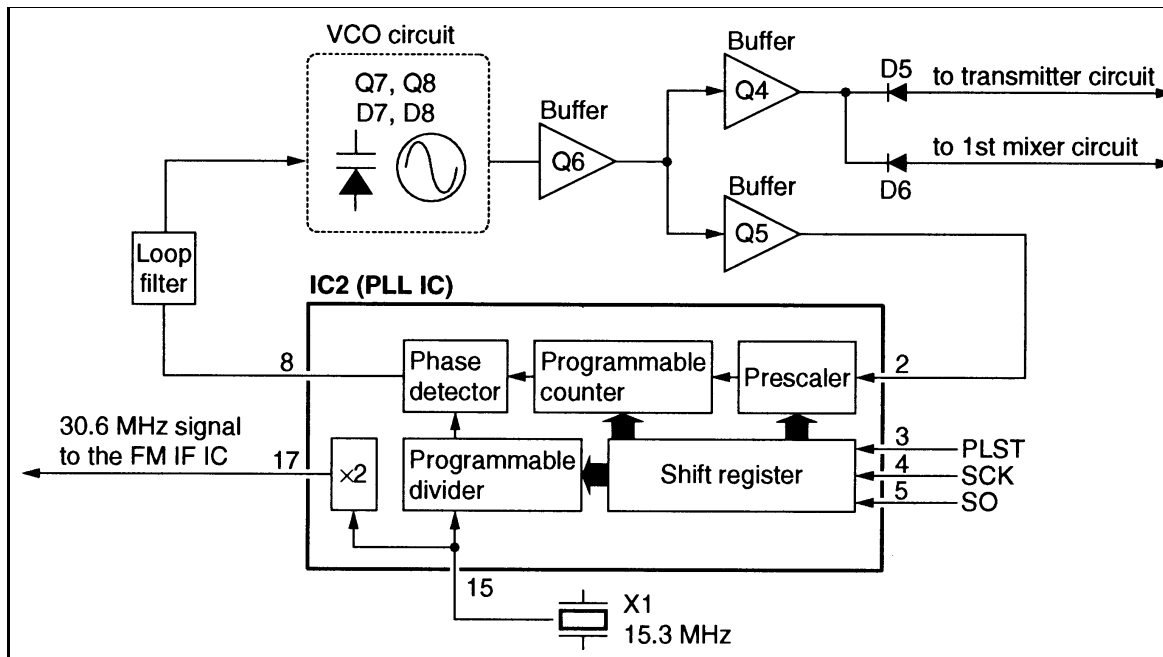 VCO circuit
Q7, Q8
D7, D8
Buffer
Q6
Buffer
Q4
D5
to transmitter circuit
to 1st mixer circuit
D6
Buffer
Q5
Loop
filter
IC2 (PLL IC)
8
Phase
detector
Programmable
counter
Prescaler
2
30.6 MHz signal
to the FM IF IC
17
×2
Programmable
divider
Shift register
3
PLST
4
SCK
5
SO
15
X1
15.3 MHz